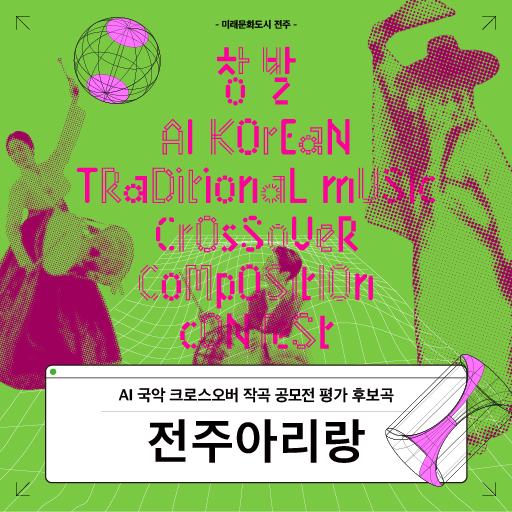 - 미래문화도시 전주 -
창발
AI KOrEaN
TRaDitionaL mUSic
CrOsSoVeR
CoMpOSitIOn
cONTeSt
AI 국악 크로스오버 작곡 공모전 평가 후보곡
전주아리랑